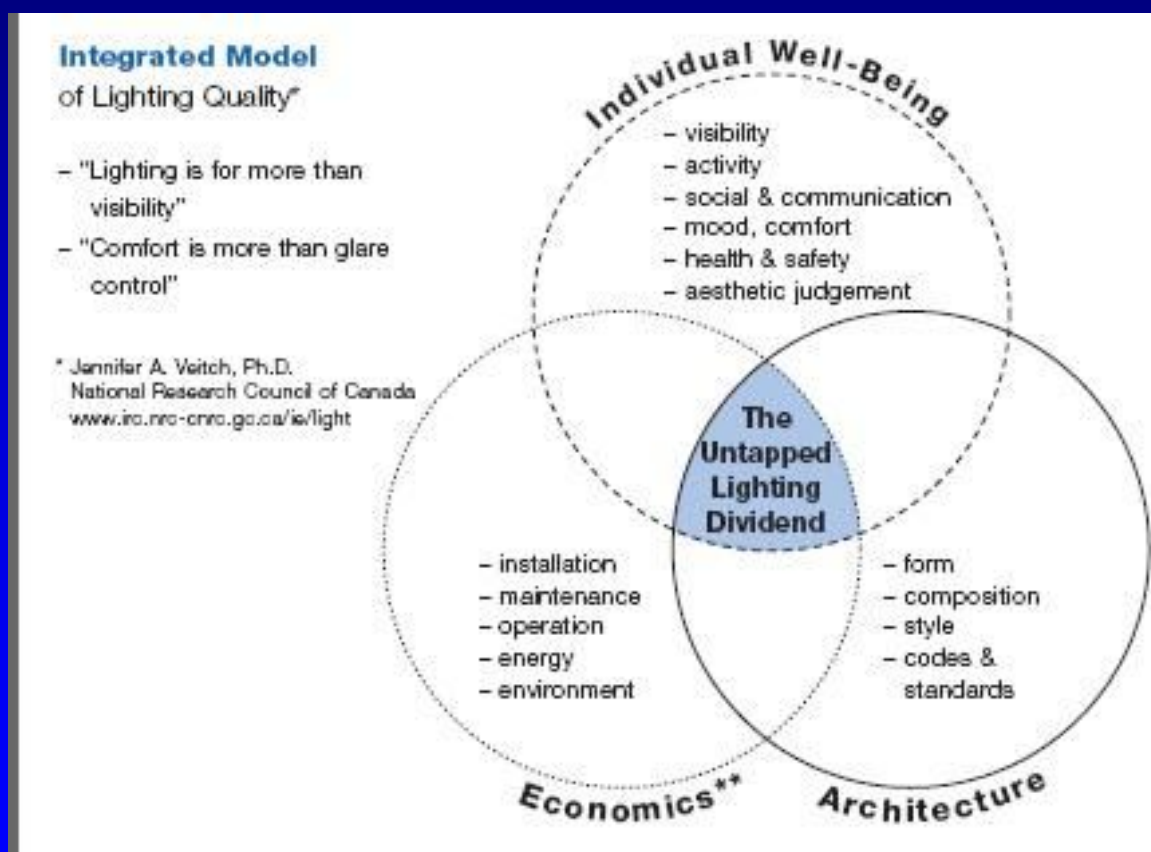 Integrated Model
of Lighting Quality*
– "Lighting is for more than
visibility"
– "Comfort is more than glare
control"
* Jennifer A. Veitch, Ph.D.
National Research Council of Canada
www.irc.nrc-cnrc.gc.ca/ie/light
Individual Well-Being
– visibility
– activity
– social & communication
– mood, comfort
– health & safety
– aesthetic judgement
The
Untapped
Lighting
Dividend
– installation
– maintenance
– operation
– energy
– environment
– form
– composition
– style
– codes &
standards
Economics**
Architecture